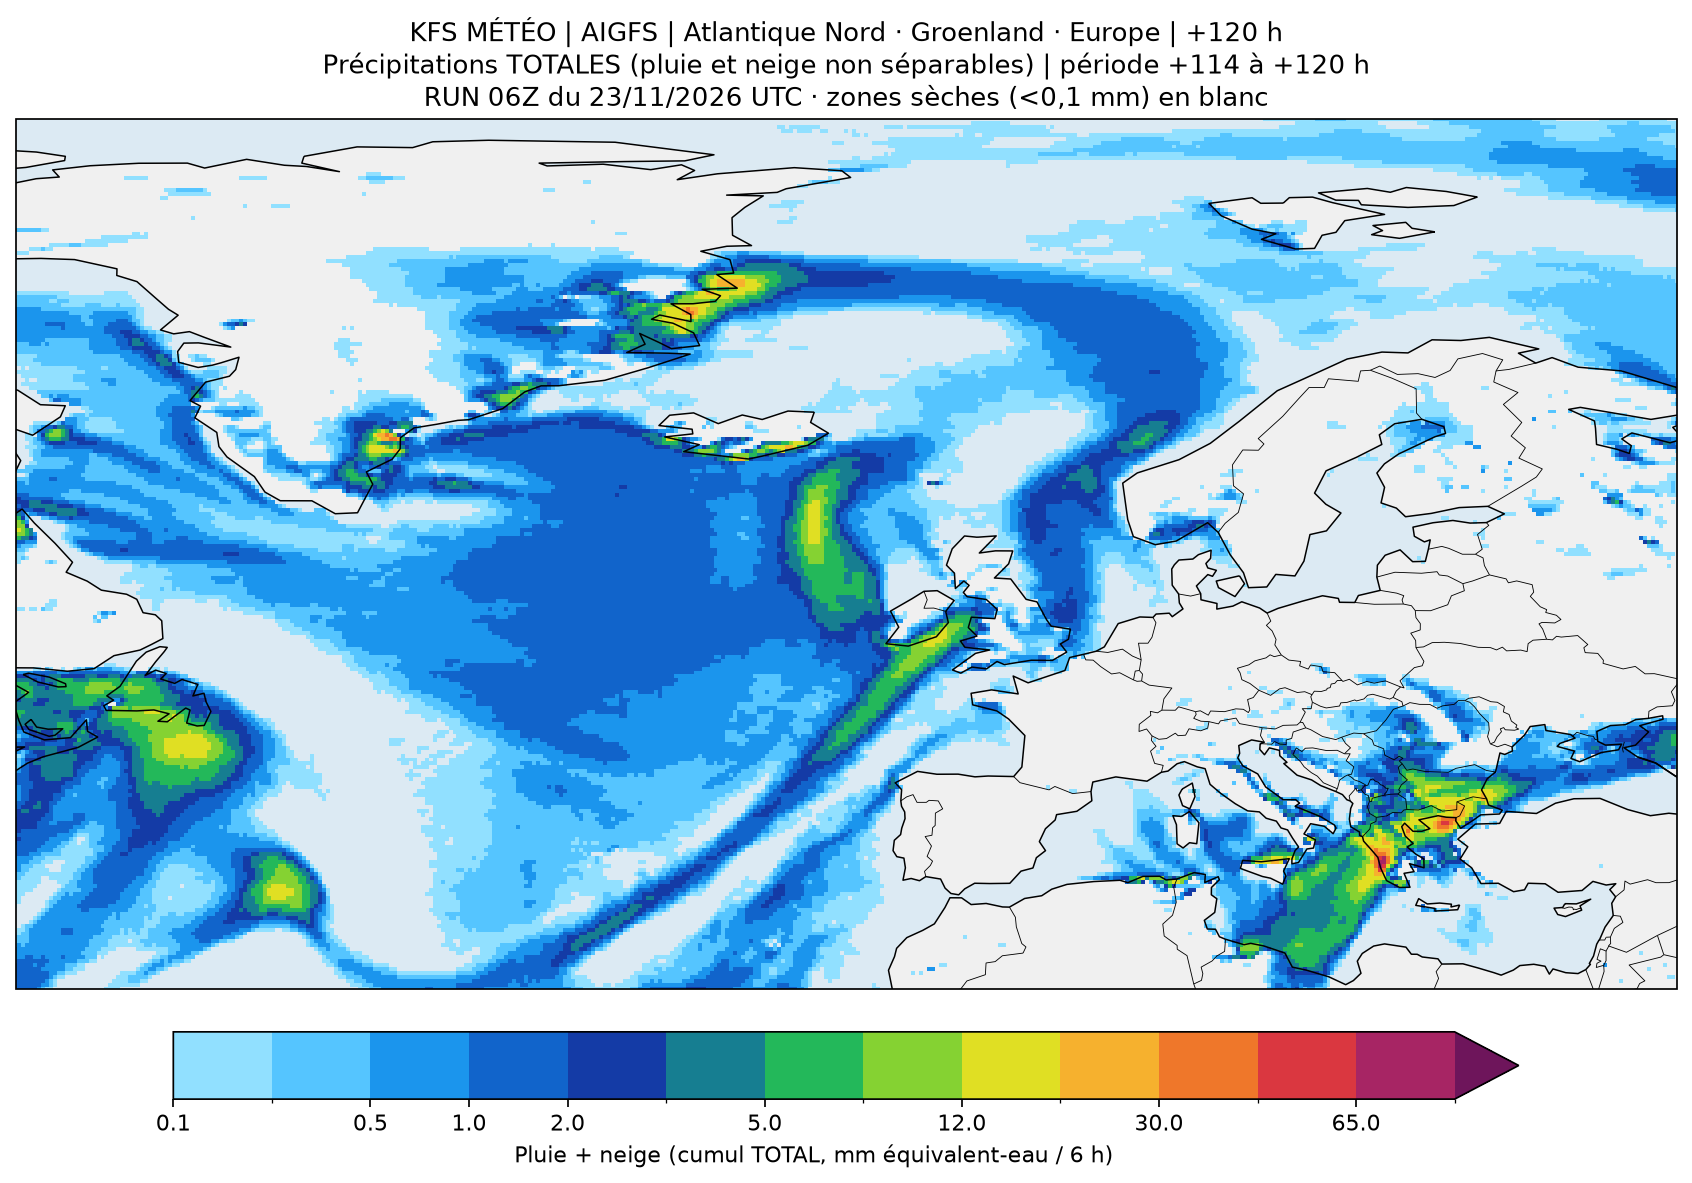 KFS MÉTÉO | AIGFS | Atlantique Nord · Groenland · Europe | +120 h
Précipitations TOTALES (pluie et neige non séparables) | période +114 à +120 h
RUN 06Z du 23/11/2026 UTC · zones sèches (<0,1 mm) en blanc
0.1 0.5 1.0 2.0 5.0 12.0 30.0 65.0
Pluie + neige (cumul TOTAL, mm équivalent-eau / 6 h)